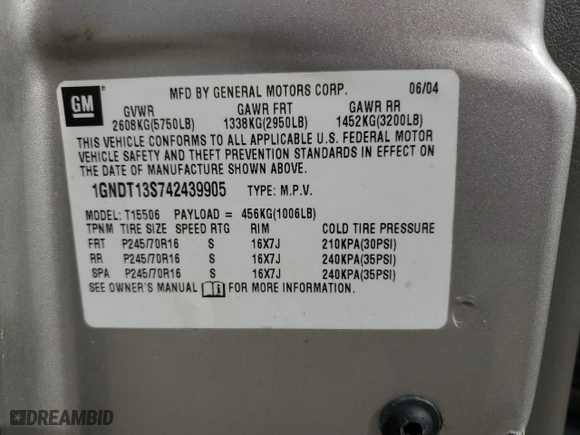 GM
MFD BY GENERAL MOTORS CORP. 06/04
GVWR GAWR FRT GAWR RR
2608KG(5750LB) 1338KG(2950LB) 1452KG(3200LB)
THIS VEHICLE CONFORMS TO ALL APPLICABLE U.S. FEDERAL MOTOR
VEHICLE SAFETY AND THEFT PREVENTION STANDARDS IN EFFECT ON
THE DATE OF MANUFACTURE SHOWN ABOVE.
1GNDT13S742439905 TYPE: M.P.V.
MODEL: T15506 PAYLOAD = 456KG(1006LB)
TPNM TIRE SIZE SPEED RTG RIM COLD TIRE PRESSURE
FRT P245/70R16 S 16X7J 210KPA(30PSI)
RR P245/70R16 S 16X7J 240KPA(35PSI)
SPA P245/70R16 S 16X7J 240KPA(35PSI)
SEE OWNER'S MANUAL FOR MORE INFORMATION.
DREAMBID